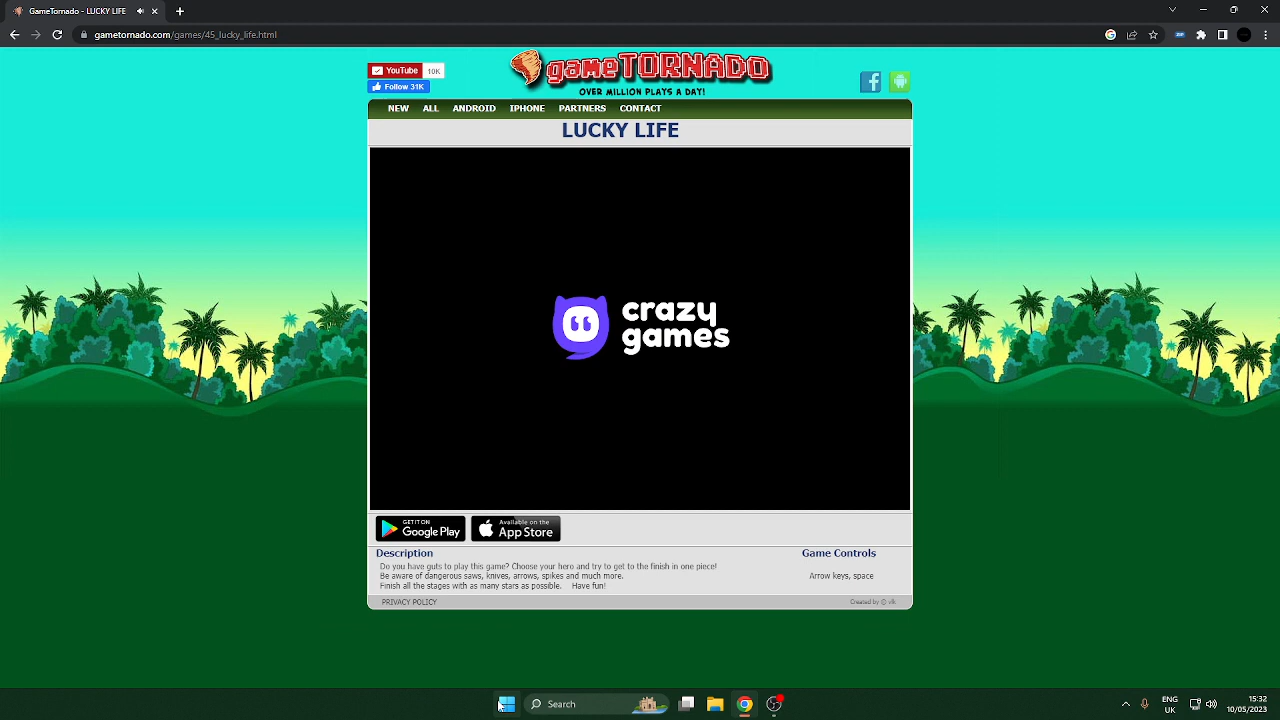 GameTornado - LUCKY LIFE
gametornado.com/games/45_lucky_life.html
YouTube 10K
Follow 31K
gameTORNADO
OVER MILLION PLAYS A DAY!
NEW ALL ANDROID IPHONE PARTNERS CONTACT
LUCKY LIFE
crazy
games
GET IT ON
Google Play
Available on the
App Store
Description
Game Controls
Do you have guts to play this game? Choose your hero and try to get to the finish in one piece!
Be aware of dangerous saws, knives, arrows, spikes and much more.
Arrow keys, space
Finish all the stages with as many stars as possible. Have fun!
PRIVACY POLICY
Created by © vlk
Search
ENG
UK
15:32
10/05/2023